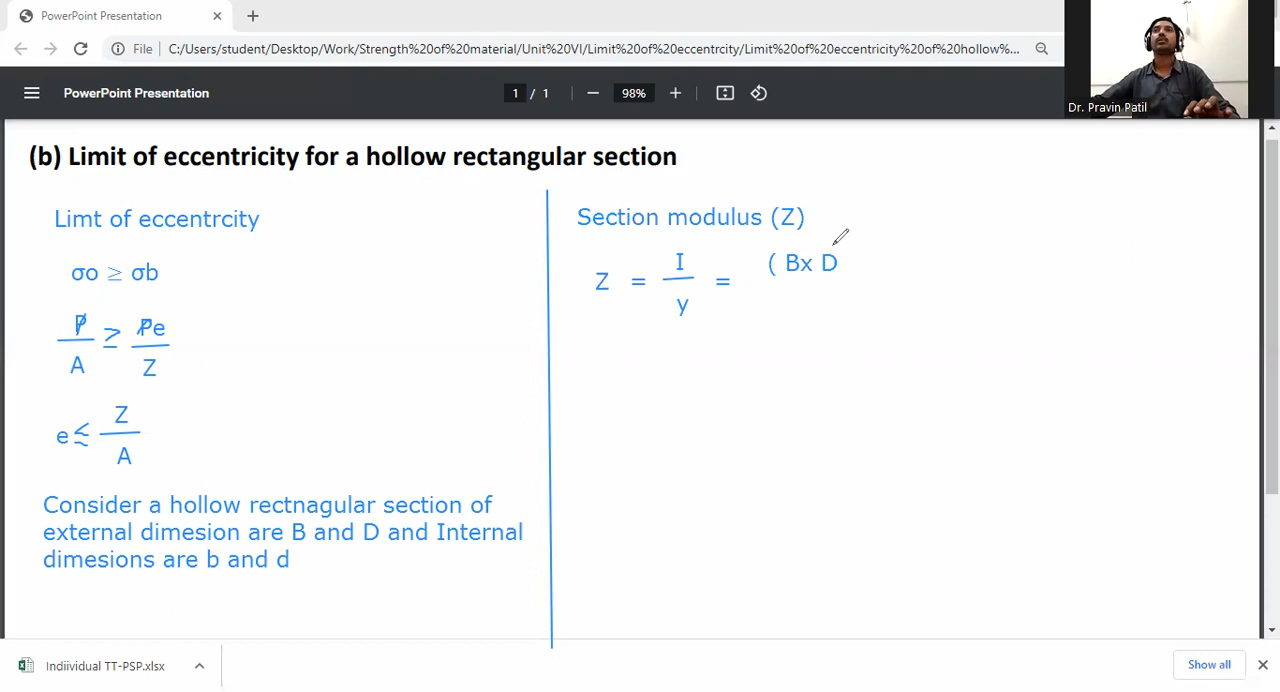 PowerPoint Presentation
File
C:/Users/student/Desktop/Work/Strength%20of%20material/Unit%20VI/Limit%20of%20eccentrcity/Limit%20of%20eccentricity%20of%20hollow%...
PowerPoint Presentation
1 / 1
98%
Dr. Pravin Patil
(b) Limit of eccentricity for a hollow rectangular section
Limt of eccentrcity
σo ≥ σb
P/A ≥ Pe/Z
e ≤ Z/A
Consider a hollow rectnagular section of
external dimesion are B and D and Internal
dimesions are b and d
Section modulus (Z)
Z = I/y = ( Bx D
Indiividual TT-PSP.xlsx
Show all